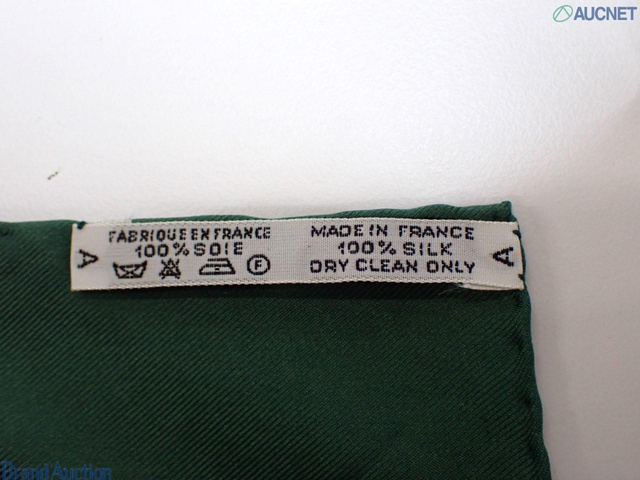 AUCNET
FABRIQUE EN FRANCE
100% SOIE
F
MADE IN FRANCE
100% SILK
DRY CLEAN ONLY
A
A
Brand Auction